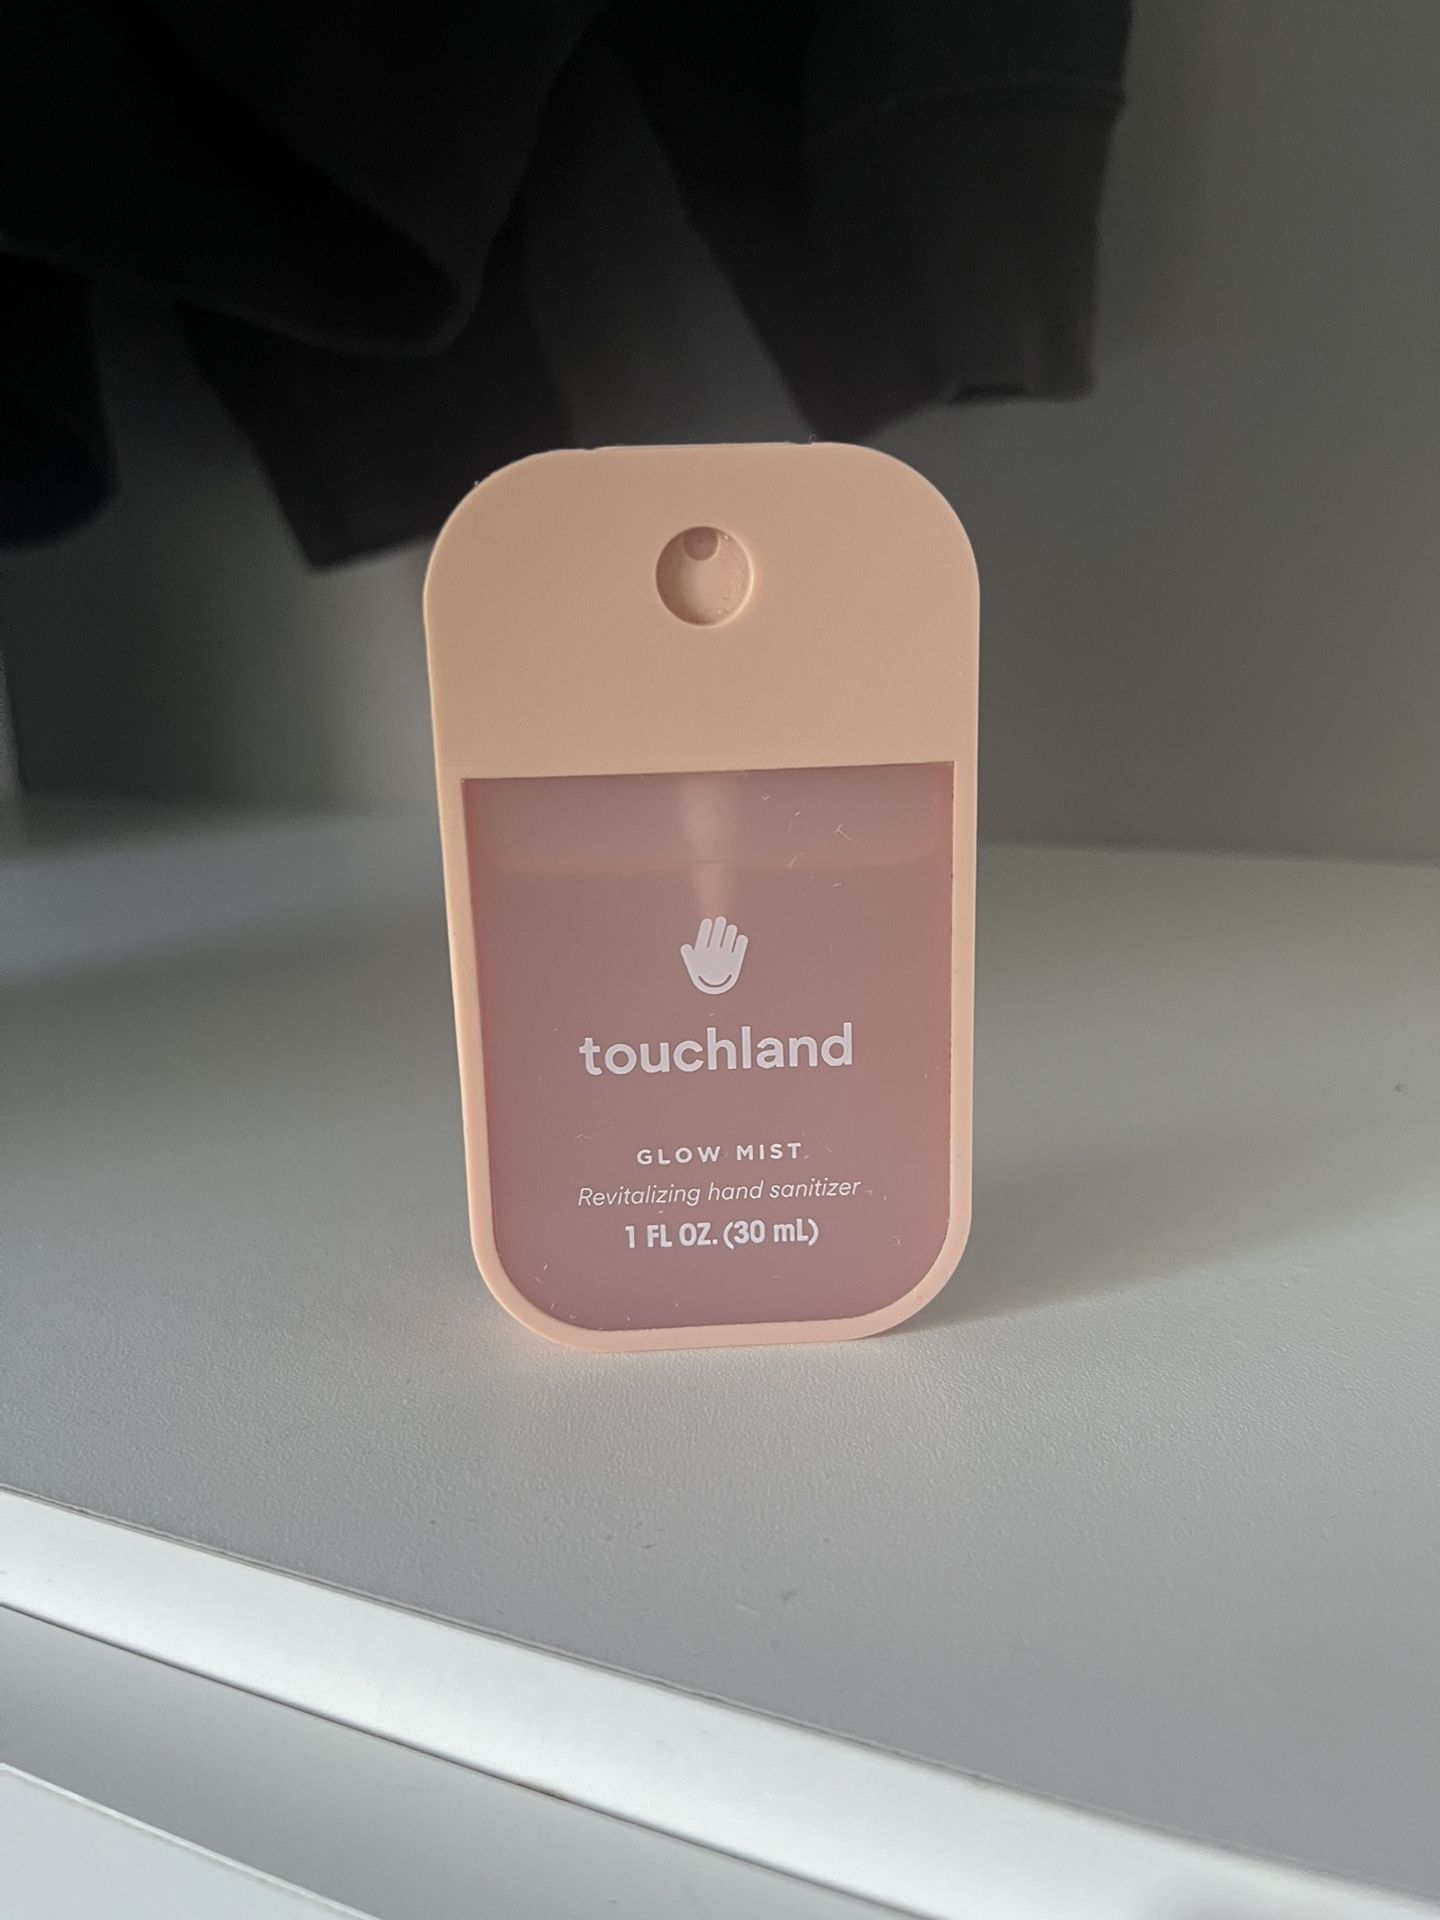 touchland
GLOW MIST
Revitalizing hand sanitizer
1 FL OZ. (30 mL)